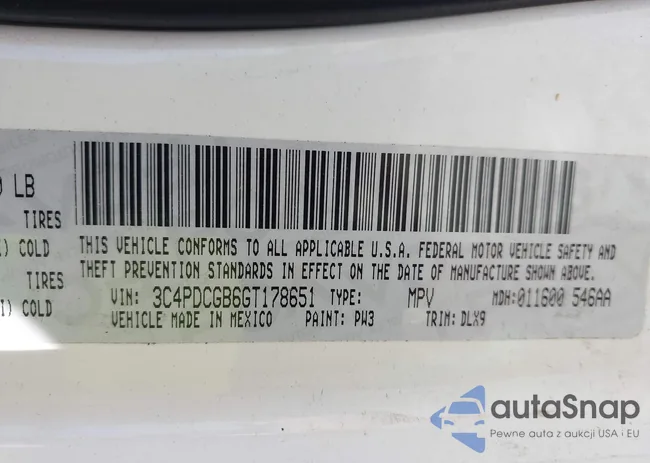 0 LB
TIRES
I) COLD
TIRES
I) COLD
THIS VEHICLE CONFORMS TO ALL APPLICABLE U.S.A. FEDERAL MOTOR VEHICLE SAFETY AND
THEFT PREVENTION STANDARDS IN EFFECT ON THE DATE OF MANUFACTURE SHOWN ABOVE.
VIN: 3C4PDCGB6GT178651 TYPE: MPV MDH:011600 546AA
VEHICLE MADE IN MEXICO PAINT: PW3 TRIM: DLX9
autoSnap
Pewne auta z aukcji USA i EU